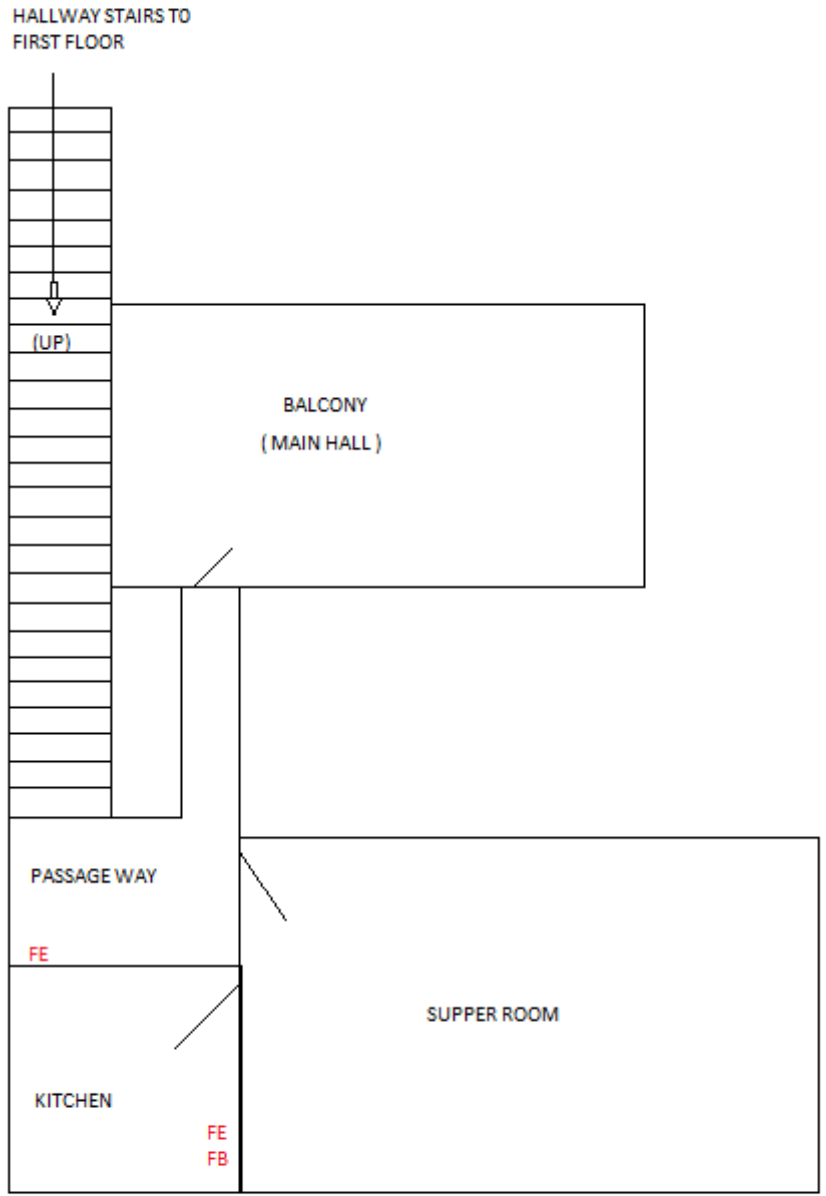 HALLWAY STAIRS TO
FIRST FLOOR
(UP)
BALCONY
( MAIN HALL )
PASSAGE WAY
FE
SUPPER ROOM
KITCHEN
FE
FB